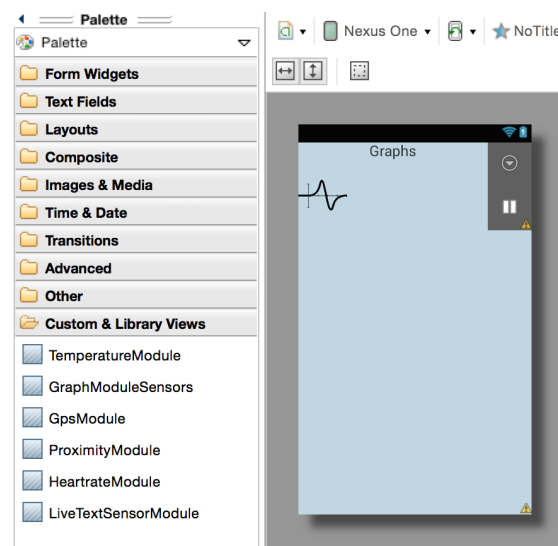 Palette
Palette
Form Widgets
Text Fields
Layouts
Composite
Images & Media
Time & Date
Transitions
Advanced
Other
Custom & Library Views
TemperatureModule
GraphModuleSensors
GpsModule
ProximityModule
HeartrateModule
LiveTextSensorModule
Nexus One NoTitle
Graphs